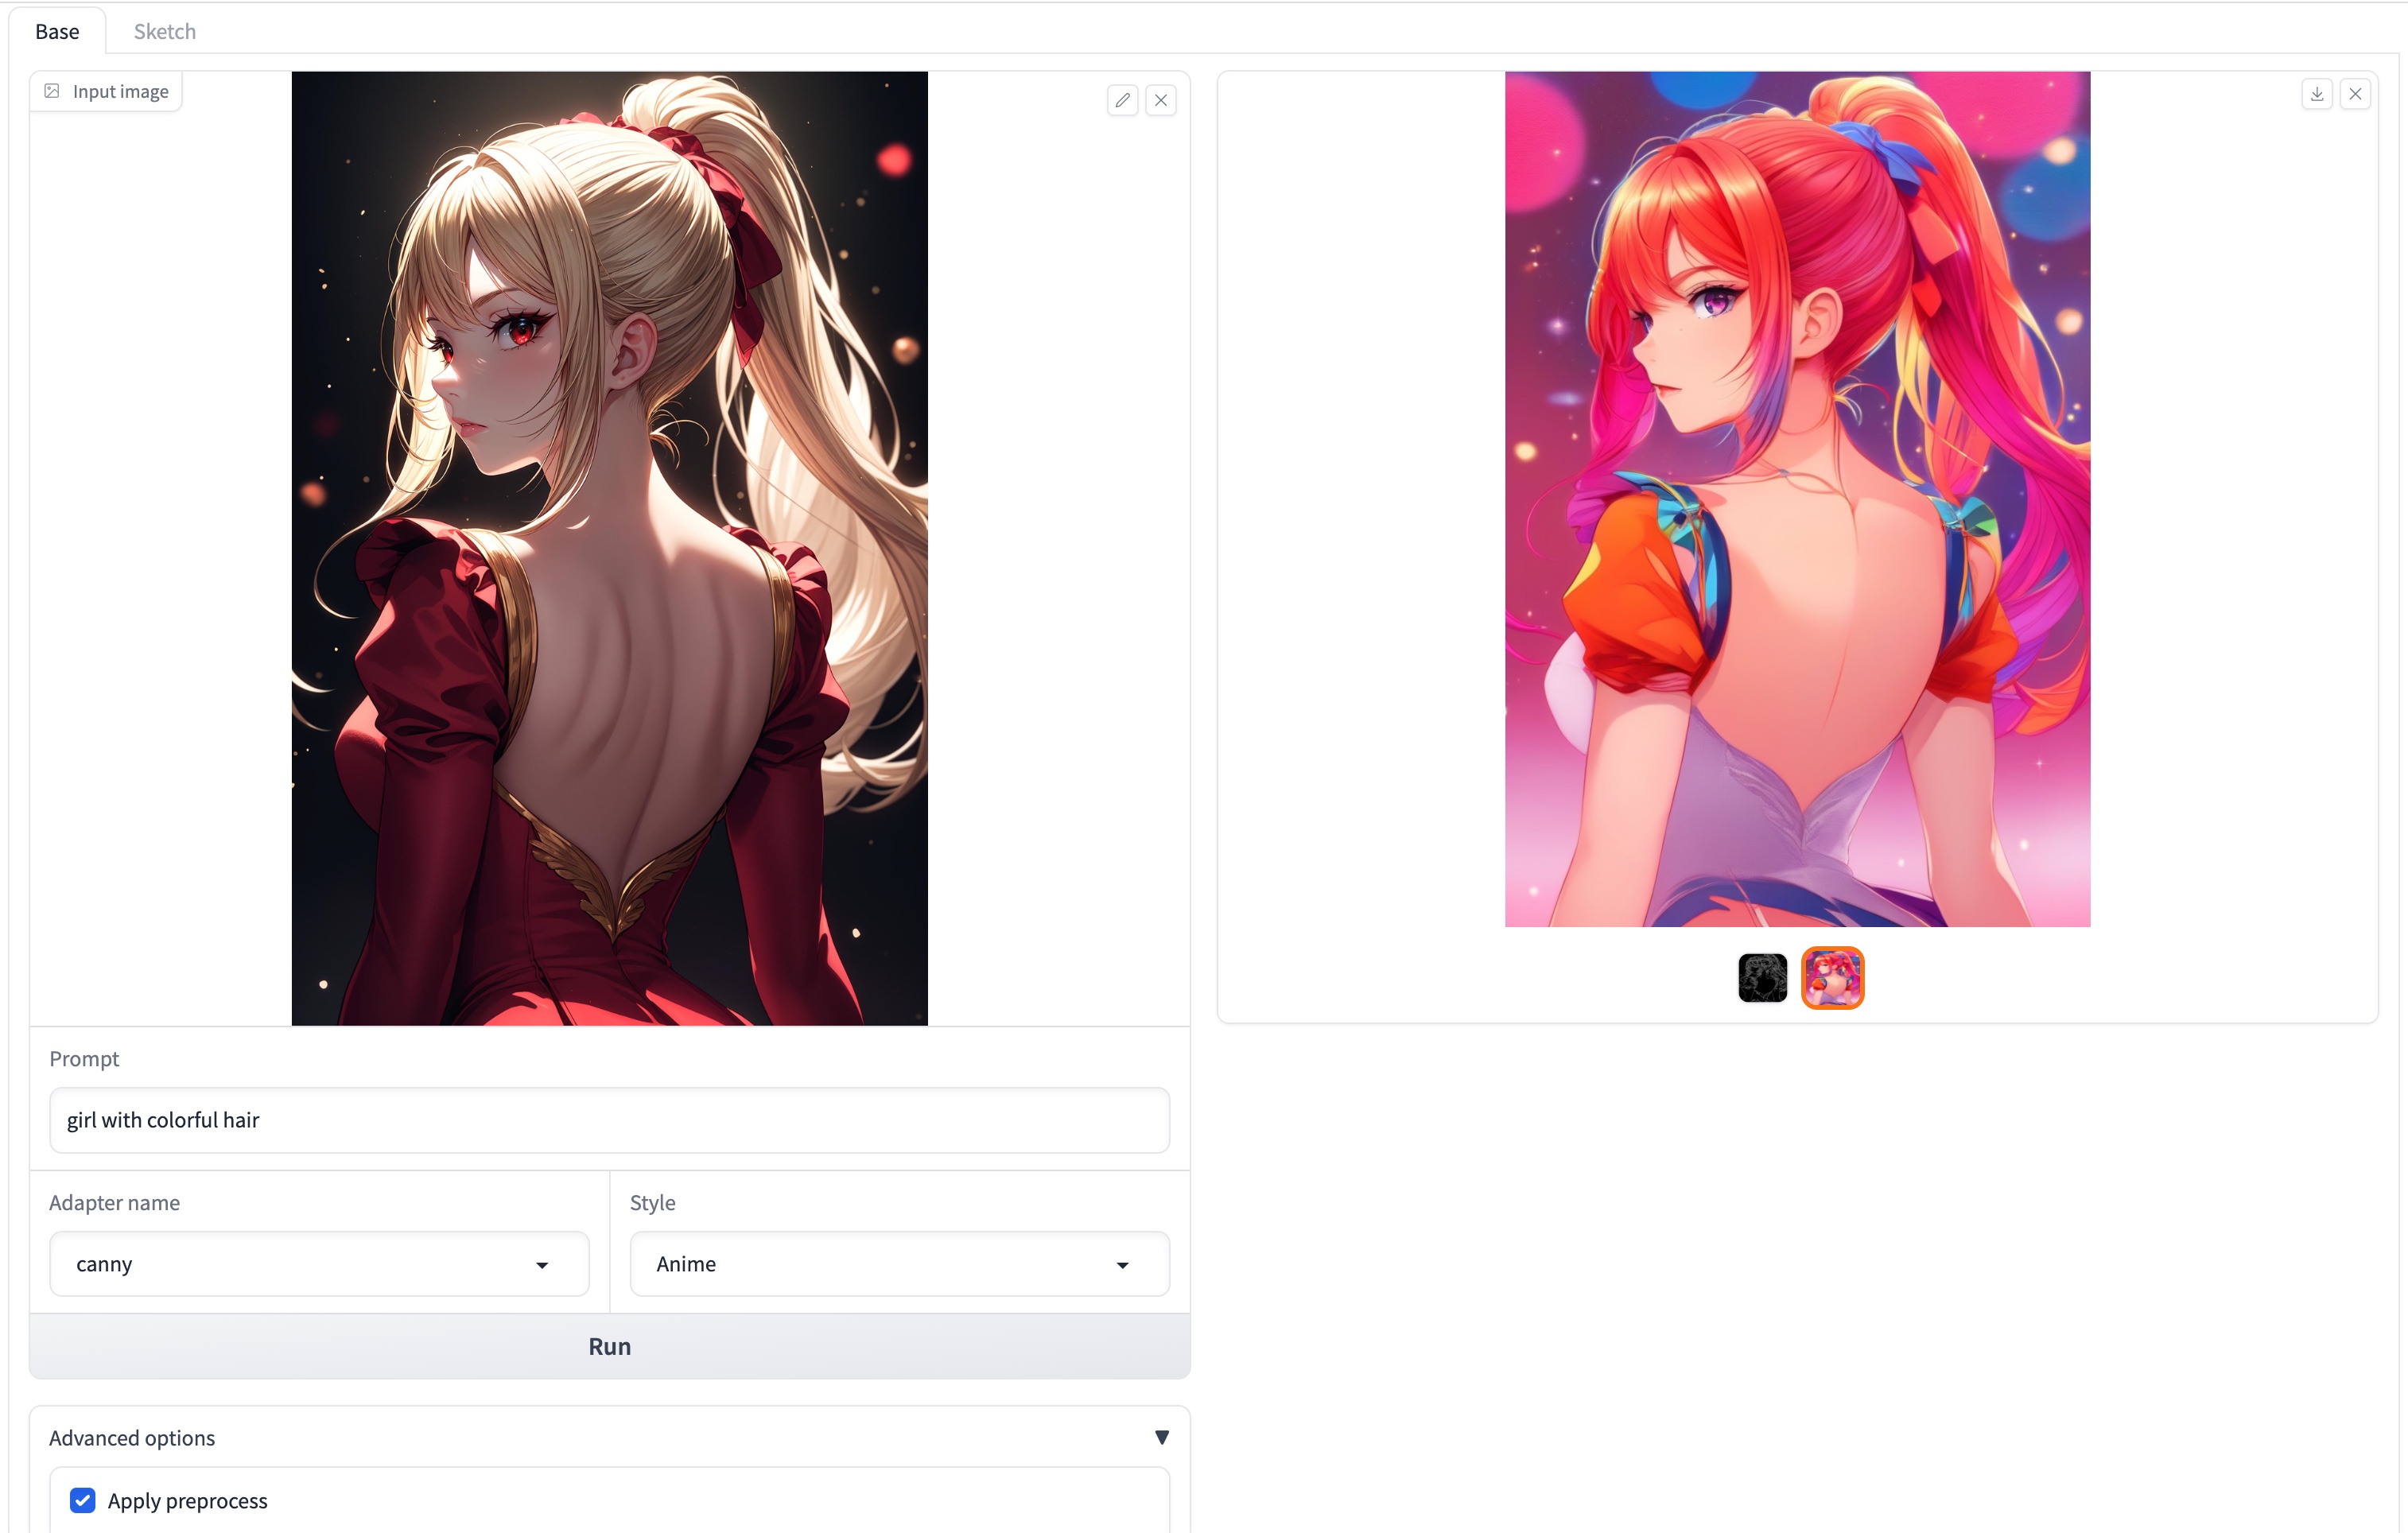 Base
Sketch
Input image
Prompt
girl with colorful hair
Adapter name
Style
canny
Anime
Run
Advanced options
Apply preprocess